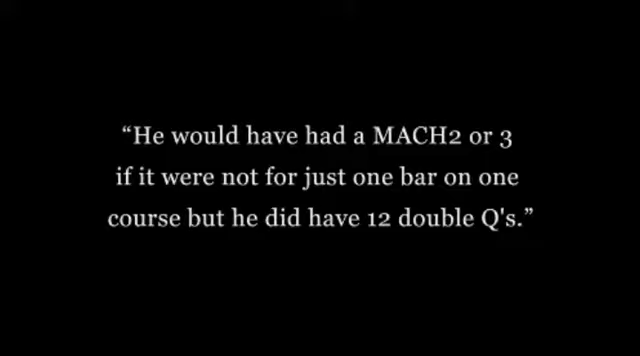 “He would have had a MACH2 or 3
if it were not for just one bar on one
course but he did have 12 double Q's.”